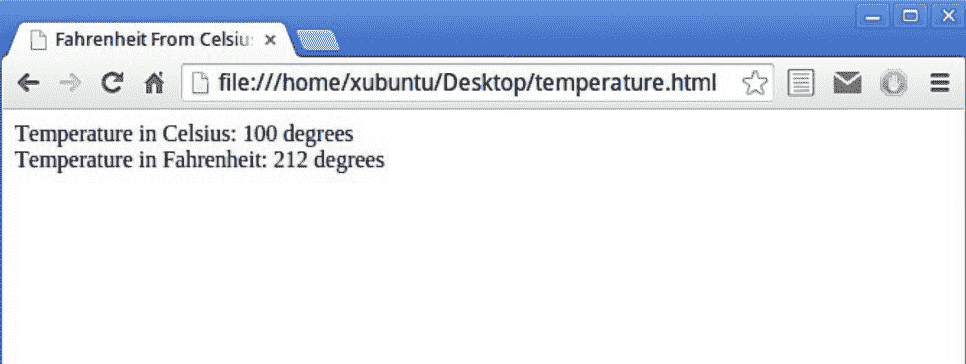 Fahrenheit From Celsiu
file:///home/xubuntu/Desktop/temperature.html
Temperature in Celsius: 100 degrees
Temperature in Fahrenheit: 212 degrees